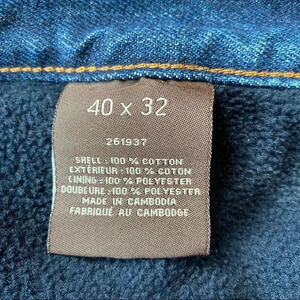 40 x 32
261937
SHELL : 100 % COTTON
EXTÉRIEUR : 100 % COTON
LINING : 100 % POLYESTER
DOUBLURE : 100 % POLYESTER
MADE IN CAMBODIA
FABRIQUÉ AU CAMBODGE